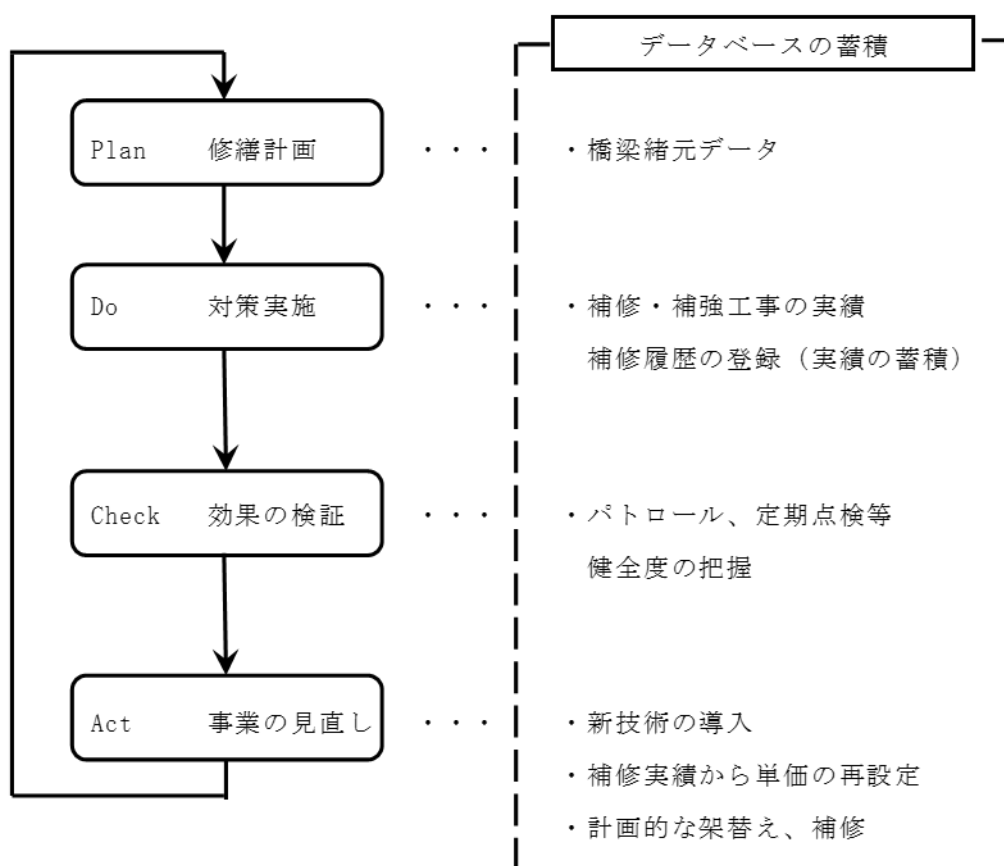 データベースの蓄積
Plan 修繕計画 ・・・ ・橋梁緒元データ
Do 対策実施 ・・・ ・補修・補強工事の実績
補修履歴の登録（実績の蓄積）
Check 効果の検証 ・・・ ・パトロール、定期点検等
健全度の把握
Act 事業の見直し ・・・ ・新技術の導入
・補修実績から単価の再設定
・計画的な架替え、補修